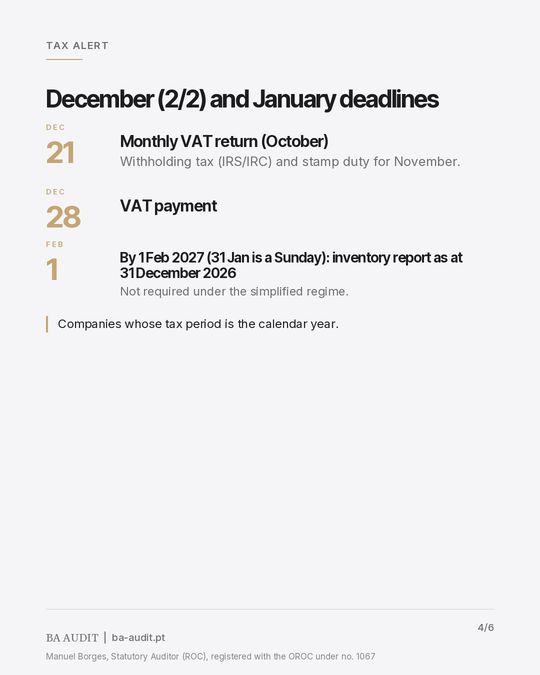 TAX ALERT
December (2/2) and January deadlines
DEC
21
Monthly VAT return (October)
Withholding tax (IRS/IRC) and stamp duty for November.
DEC
28
VAT payment
FEB
1
By 1 Feb 2027 (31 Jan is a Sunday): inventory report as at
31 December 2026
Not required under the simplified regime.
Companies whose tax period is the calendar year.
4/6
BA AUDIT | ba-audit.pt
Manuel Borges, Statutory Auditor (ROC), registered with the OROC under no. 1067